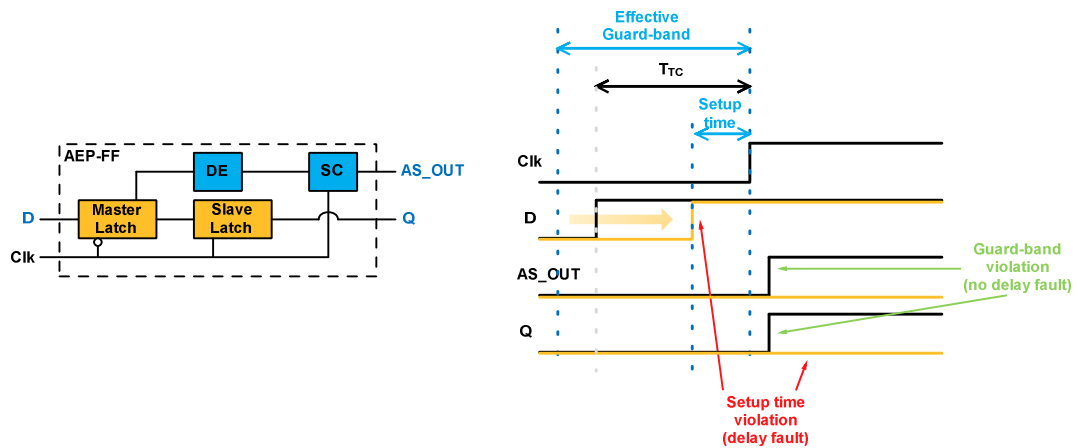 AEP-FF
DE
SC
AS_OUT
D
Master
Latch
Slave
Latch
Q
Clk
Effective
Guard-band
TTC
Setup
time
Clk
D
AS_OUT
Q
Guard-band
violation
(no delay fault)
Setup time
violation
(delay fault)